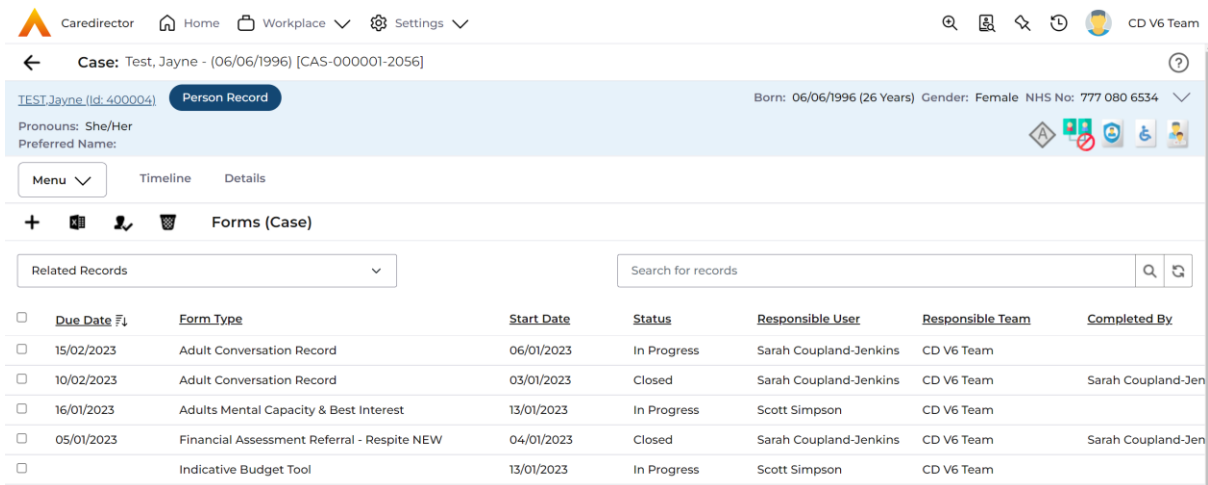 Caredirector Home Workplace Settings CD V6 Team
Case: Test, Jayne - (06/06/1996) [CAS-000001-2056] ?
TEST,Jayne (Id: 400004) Person Record Born: 06/06/1996 (26 Years) Gender: Female NHS No: 777 080 6534
Pronouns: She/Her
Preferred Name:
A
Menu Timeline Details
Forms (Case)
Related Records Search for records
Due Date Form Type Start Date Status Responsible User Responsible Team Completed By
15/02/2023 Adult Conversation Record 06/01/2023 In Progress Sarah Coupland-Jenkins CD V6 Team
10/02/2023 Adult Conversation Record 03/01/2023 Closed Sarah Coupland-Jenkins CD V6 Team Sarah Coupland-Jen
16/01/2023 Adults Mental Capacity & Best Interest 13/01/2023 In Progress Scott Simpson CD V6 Team
05/01/2023 Financial Assessment Referral - Respite NEW 04/01/2023 Closed Sarah Coupland-Jenkins CD V6 Team Sarah Coupland-Jen
Indicative Budget Tool 13/01/2023 In Progress Scott Simpson CD V6 Team